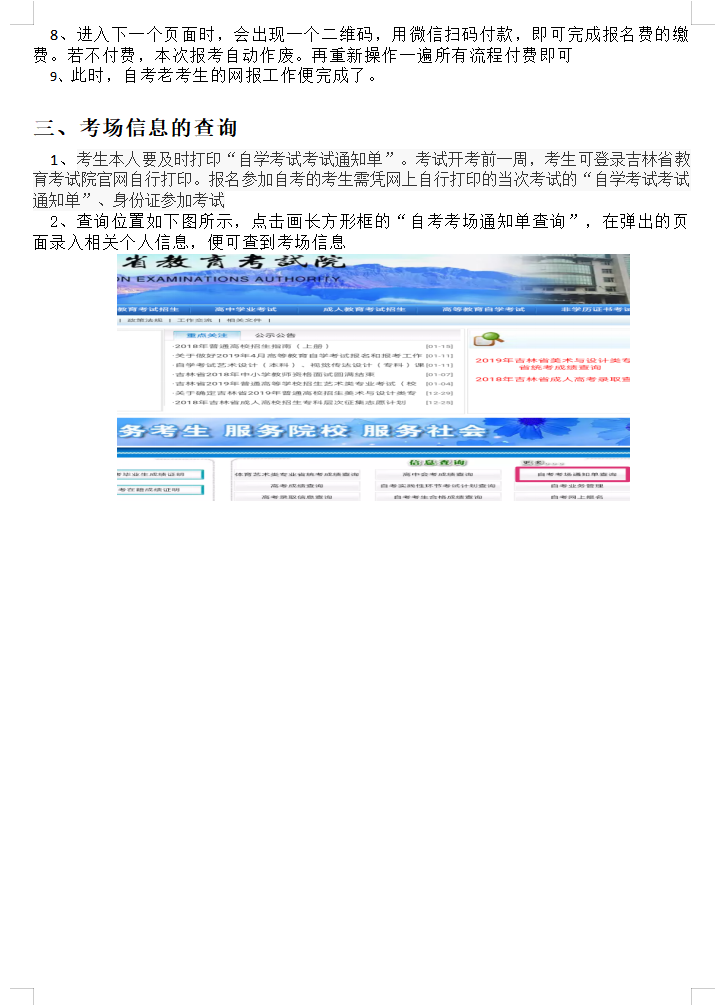 8、进入下一个页面时，会出现一个二维码，用微信扫码付款，即可完成报名费的缴
费。若不付费，本次报考自动作废。再重新操作一遍所有流程付费即可
9、此时，自考老考生的网报工作便完成了。
三、考场信息的查询
1、考生本人要及时打印“自学考试考试通知单”。考试开考前一周，考生可登录吉林省教
育考试院官网自行打印。报名参加自考的考生需凭网上自行打印的当次考试的“自学考试考试
通知单”、身份证参加考试
2、查询位置如下图所示，点击画长方形框的“自考考场通知单查询”，在弹出的页
面录入相关个人信息，便可查到考场信息
省教育考試院
ON EXAMINATIONS AUTHORITY
教育考试招生 高中学业考试 成人教育考试招生 高等教育自学考试 非学历证书考试
| 政策法规 | 工作交流 | 相关文件 |
重点关注 公示公告
·2018年普通高校招生指南（上册） [01-15]
·关于做好2019年4月高等教育自学考试报名和报考工作 [01-11]
·自学考试艺术设计（本科）、视觉传达设计（专科）课 [01-11]
·吉林省2018年中小学教师资格面试圆满结束 [01-07]
·吉林省2019年普通高等学校招生艺术类专业考试（校 [01-04]
·关于确定吉林省2019年普通高校招生美术与设计类专 [12-29]
·2018年吉林省成人高校招生专科层次征集志愿计划 [12-25]
2019年吉林省美术与设计类专
省统考成绩查询
2018年吉林省成人高考录取查
务考生 服务院校 服务社会
信息查询 更多
考毕业生成绩证明 体育艺术类专业省统考成绩查询 高中会考成绩查询 自考考场通知单查询
考在籍成绩证明 高考成绩查询 自考实践性环节考试计划查询 自考业务管理
高考录取信息查询 自考考生合格成绩查询 自考网上报名